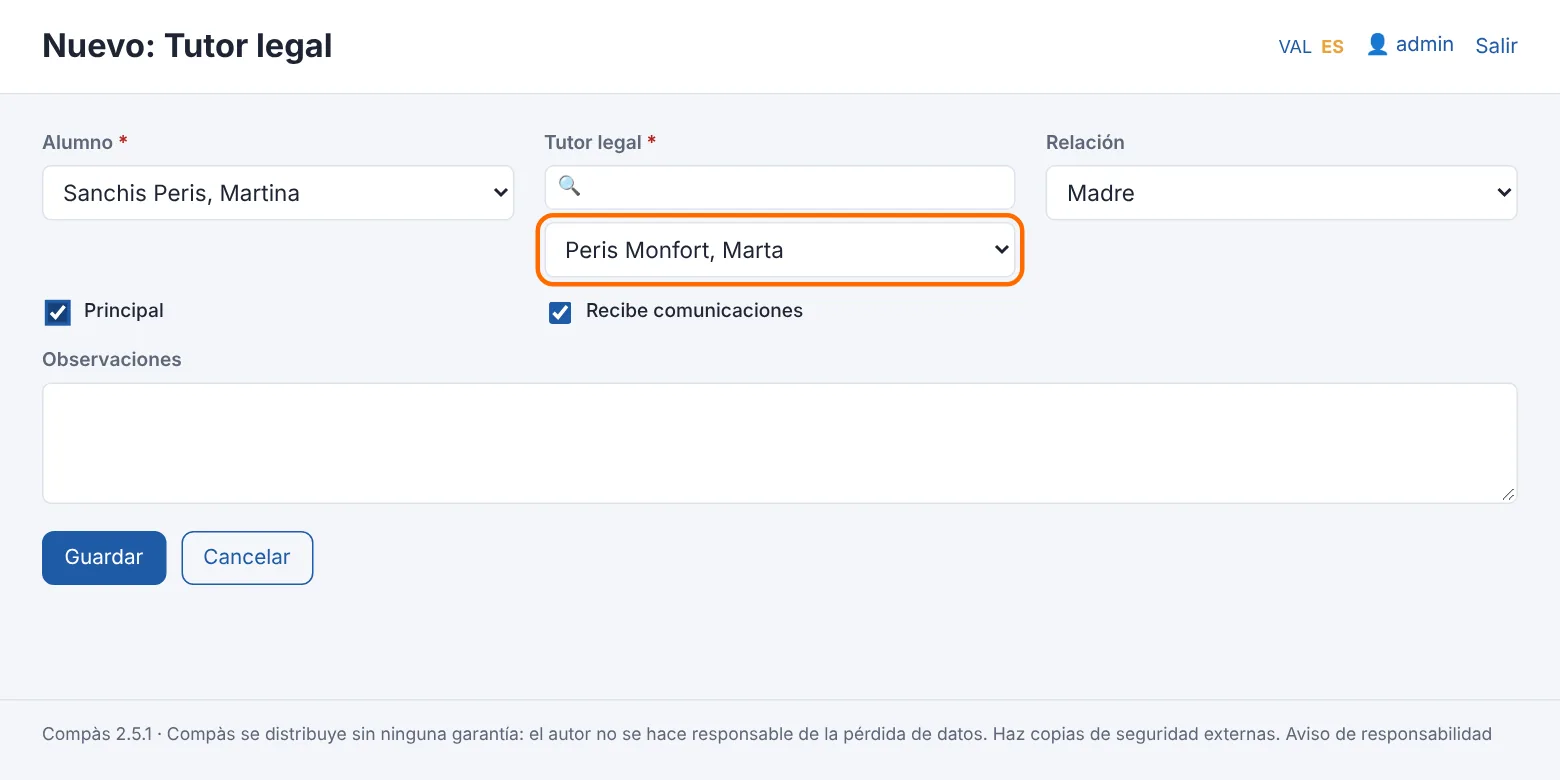 Nuevo: Tutor legal
VAL ES admin Salir
Alumno * Tutor legal * Relación
Sanchis Peris, Martina Madre
Peris Monfort, Marta
Principal Recibe comunicaciones
Observaciones
Guardar Cancelar
Compàs 2.5.1 · Compàs se distribuye sin ninguna garantía: el autor no se hace responsable de la pérdida de datos. Haz copias de seguridad externas. Aviso de responsabilidad